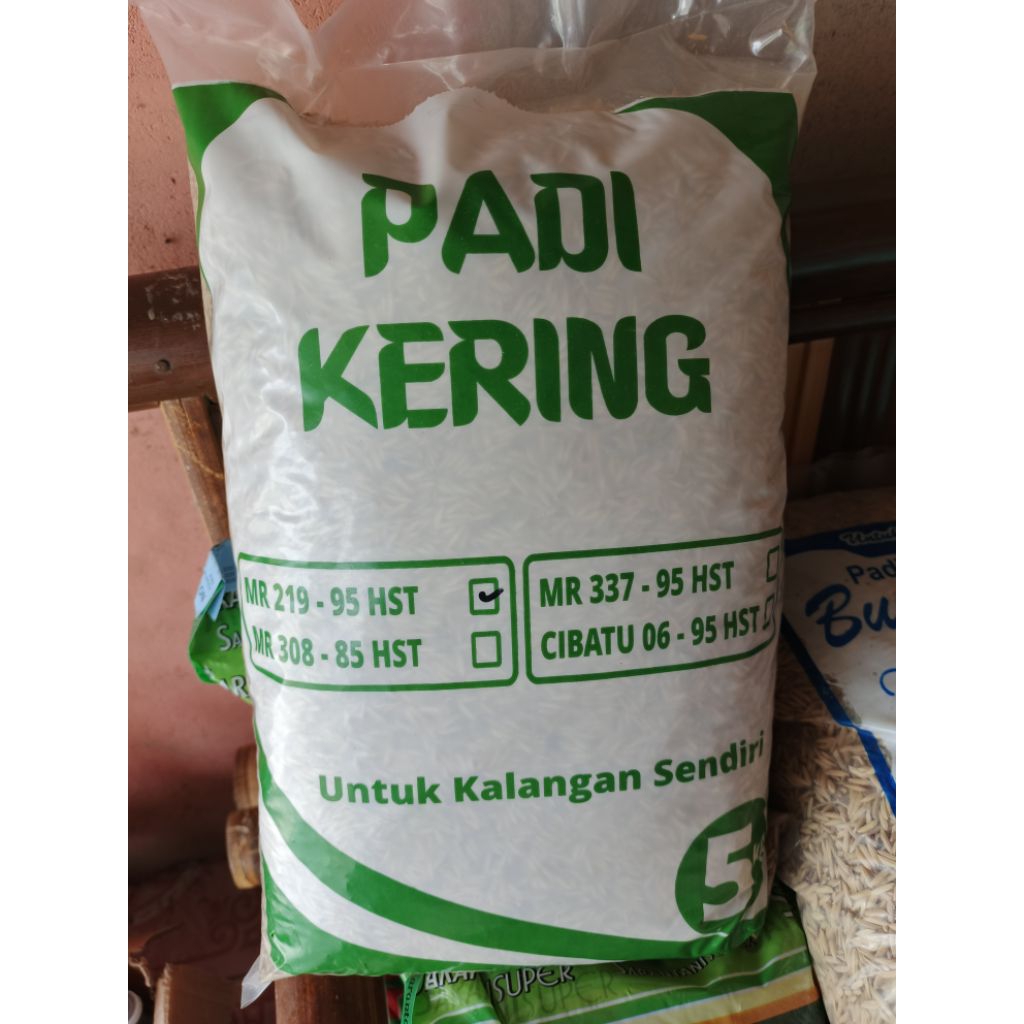 PADI
KERING
MR 219 - 95 HST
MR 308 - 85 HST
MR 337 - 95 HST
CIBATU 06 - 95 HST
Untuk Kalangan Sendiri
5
SUPER